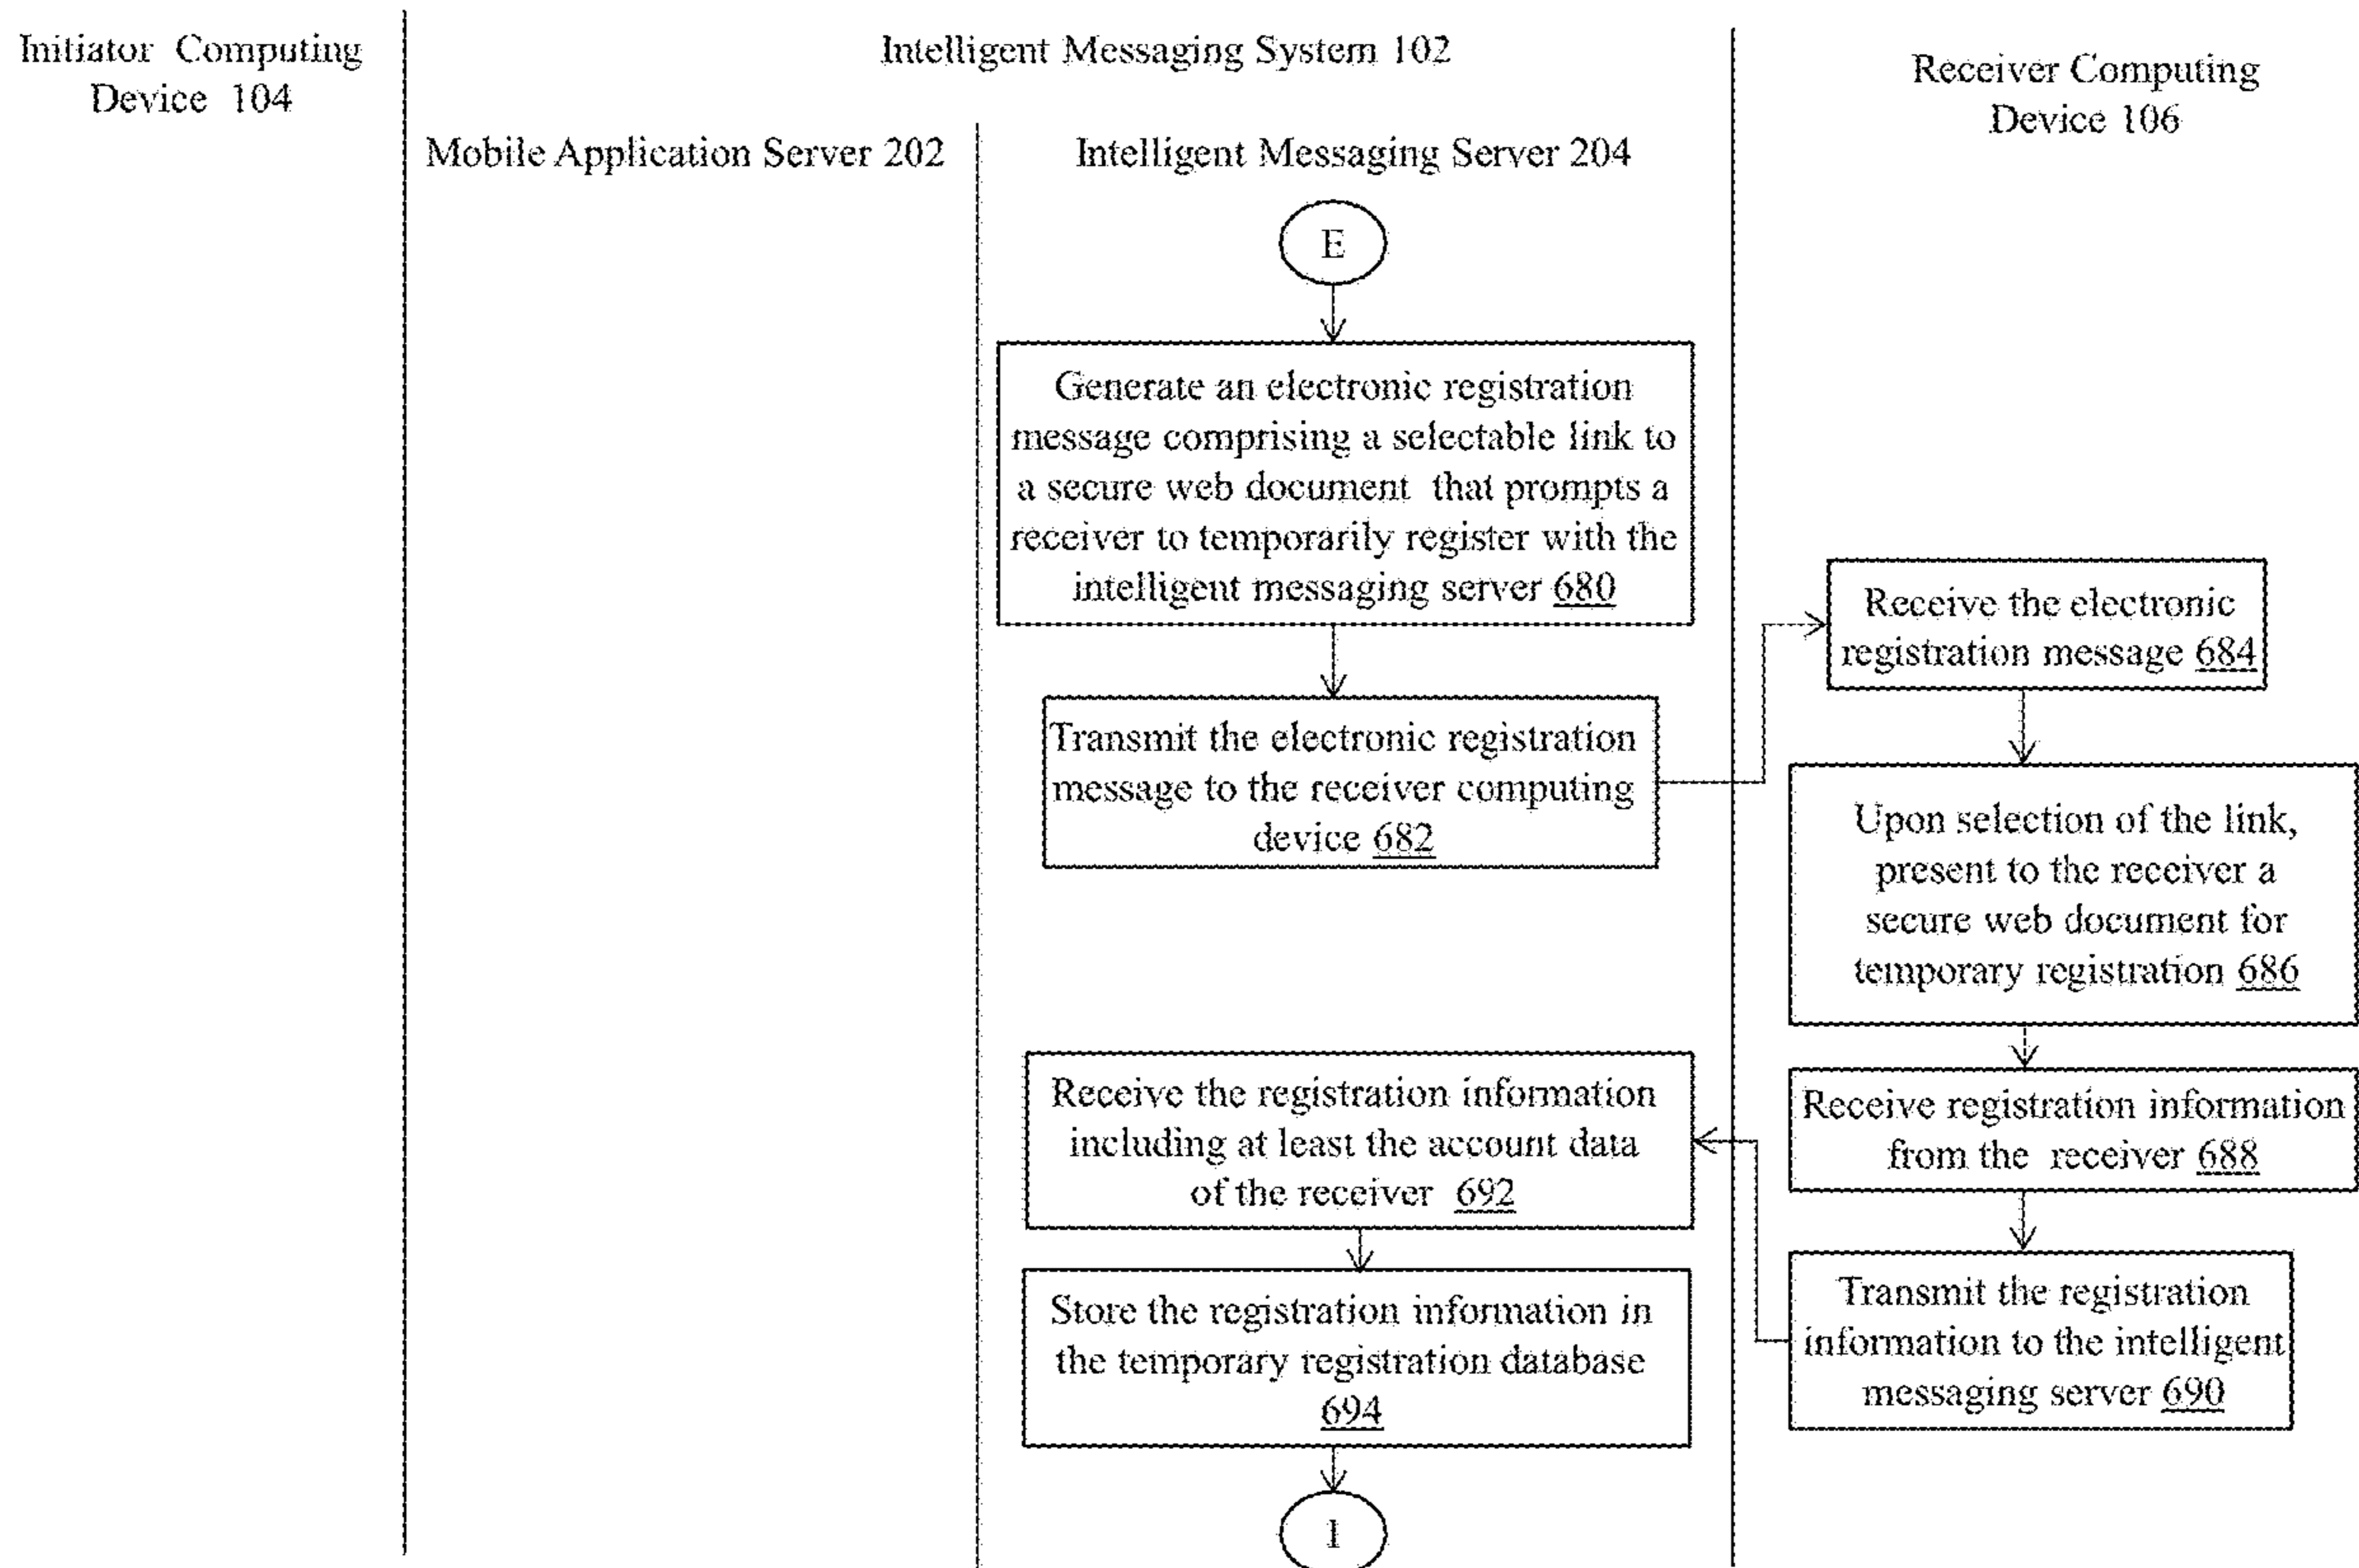 Initiator Computing
Device 104
Intelligent Messaging System 102
Receiver Computing
Device 106
Mobile Application Server 202
Intelligent Messaging Server 204
E
Generate an electronic registration
message comprising a selectable link to
a secure web document that prompts a
receiver to temporarily register with the
intelligent messaging server 680
Transmit the electronic registration
message to the receiver computing
device 682
Receive the electronic
registration message 684
Upon selection of the link,
present to the receiver a
secure web document for
temporary registration 686
Receive registration information
from the receiver 688
Transmit the registration
information to the intelligent
messaging server 690
Receive the registration information
including at least the account data
of the receiver 692
Store the registration information in
the temporary registration database
694
I